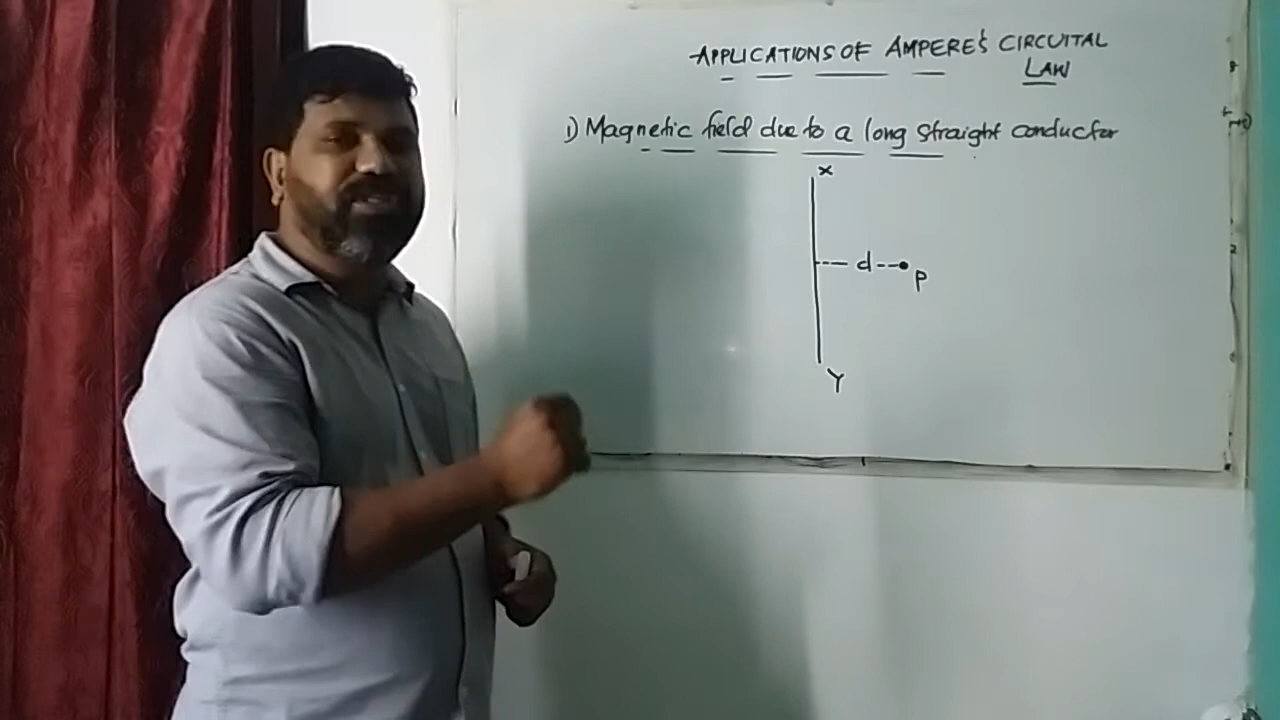 APPLICATIONS OF AMPERE'S CIRCUITAL
LAW
1) Magnetic field due to a long straight conductor
X
d
P
Y